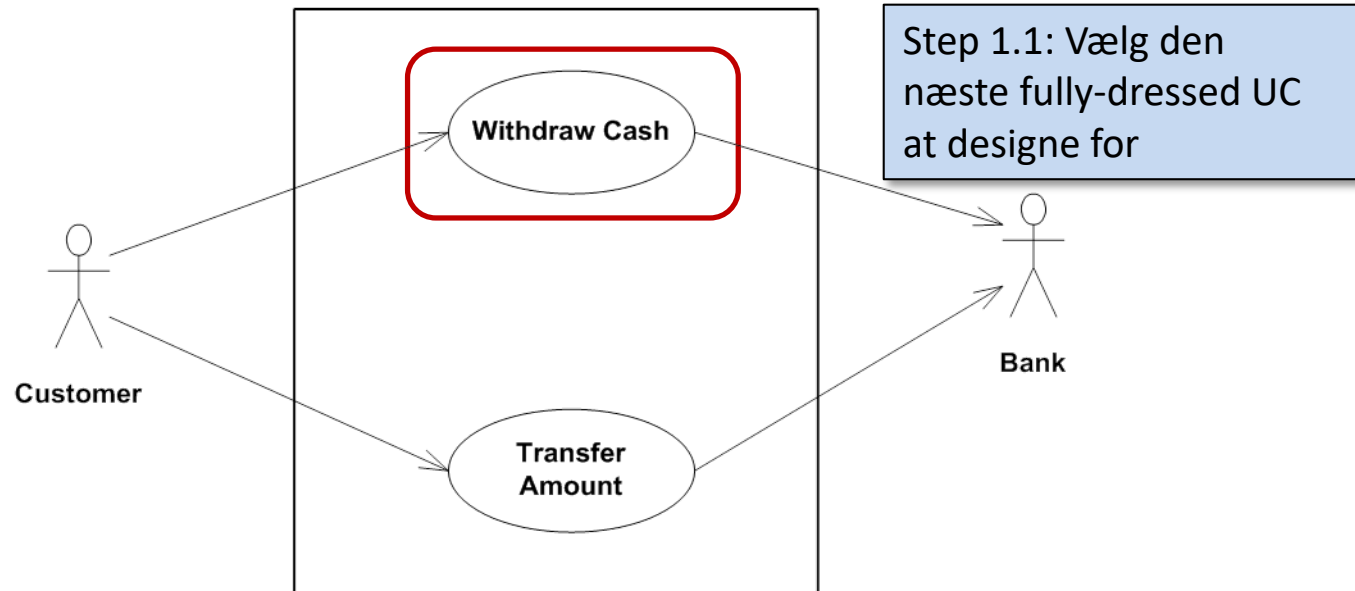 Step 1.1: Vælg den
næste fully-dressed UC
at designe for
Withdraw Cash
Customer
Bank
Transfer
Amount